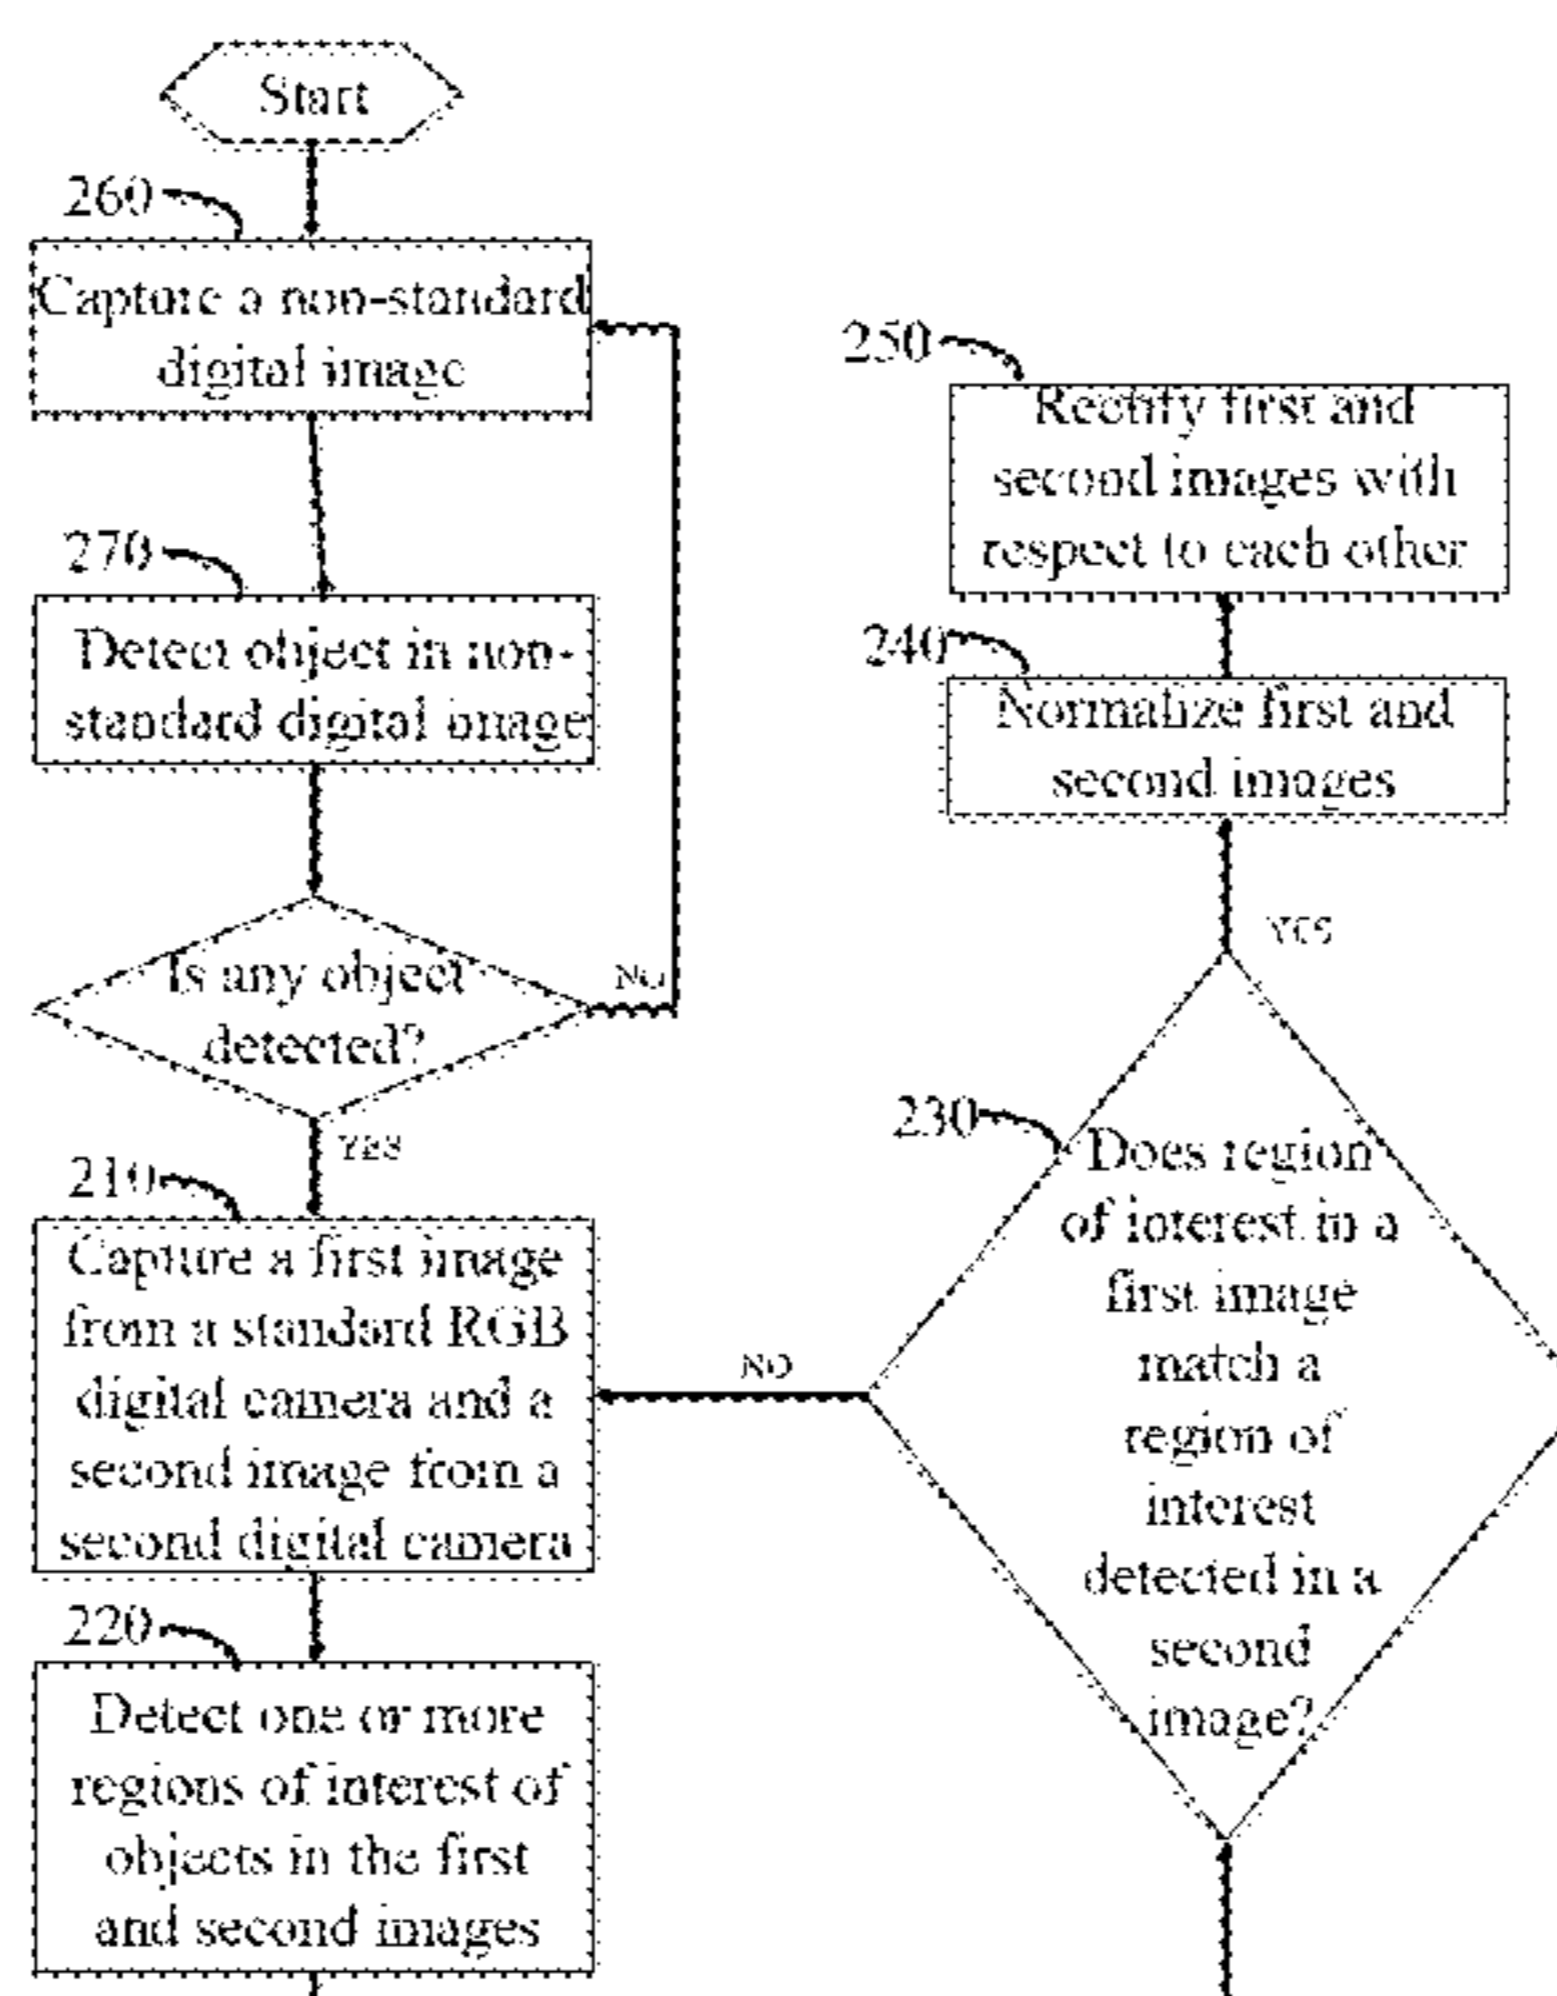 Start
260
Capture a non-standard
digital image
270
Detect object in non-
standard digital image
Is any object
detected?
NO
YES
210
Capture a first image
from a standard RGB
digital camera and a
second image from a
second digital camera
220
Detect one or more
regions of interest of
objects in the first
and second images
230
Does region
of interest in a
first image
match a
region of
interest
detected in a
second
image?
NO
YES
240
Normalize first and
second images
250
Rectify first and
second images with
respect to each other